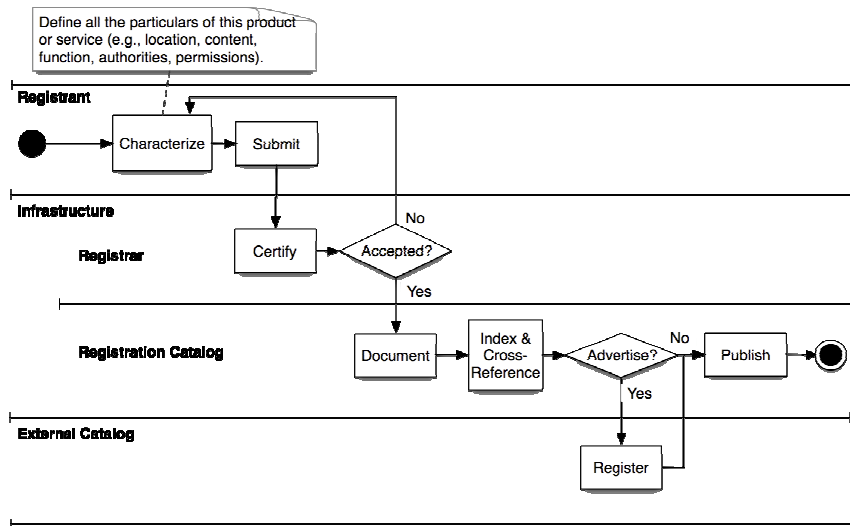 Define all the particulars of this product
or service (e.g., location, content,
function, authorities, permissions).
Registrant
Characterize
Submit
Infrastructure
No
Registrar
Certify
Accepted?
Yes
Registration Catalog
Document
Index &
Cross-
Reference
Advertise?
No
Publish
Yes
External Catalog
Register